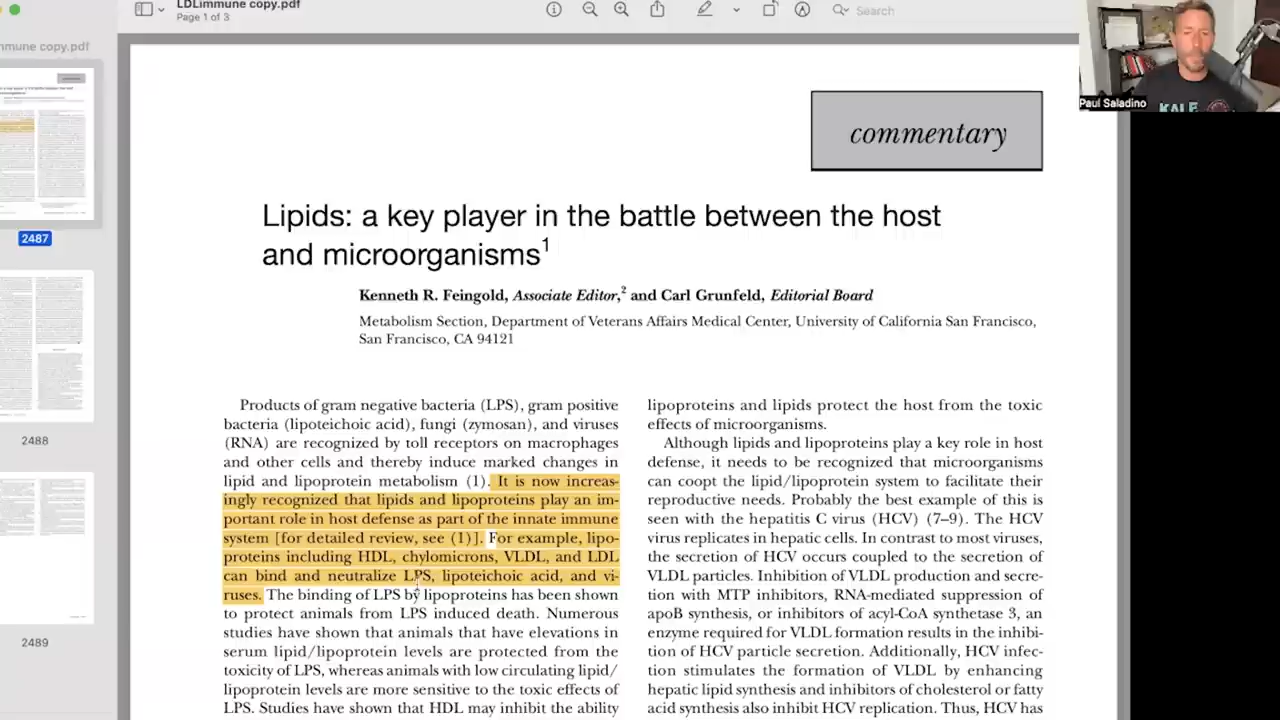 LDLimmune copy.pdf
Page 1 of 3
Search
mmune copy.pdf
2487
2488
2489
Paul Saladino
KALE
commentary
Lipids: a key player in the battle between the host
and microorganisms1
Kenneth R. Feingold, Associate Editor,2 and Carl Grunfeld, Editorial Board
Metabolism Section, Department of Veterans Affairs Medical Center, University of California San Francisco,
San Francisco, CA 94121
Products of gram negative bacteria (LPS), gram positive
bacteria (lipoteichoic acid), fungi (zymosan), and viruses
(RNA) are recognized by toll receptors on macrophages
and other cells and thereby induce marked changes in
lipid and lipoprotein metabolism (1). It is now increas-
ingly recognized that lipids and lipoproteins play an im-
portant role in host defense as part of the innate immune
system [for detailed review, see (1)]. For example, lipo-
proteins including HDL, chylomicrons, VLDL, and LDL
can bind and neutralize LPS, lipoteichoic acid, and vi-
ruses. The binding of LPS by lipoproteins has been shown
to protect animals from LPS induced death. Numerous
studies have shown that animals that have elevations in
serum lipid/lipoprotein levels are protected from the
toxicity of LPS, whereas animals with low circulating lipid/
lipoprotein levels are more sensitive to the toxic effects of
LPS. Studies have shown that HDL may inhibit the ability
lipoproteins and lipids protect the host from the toxic
effects of microorganisms.
Although lipids and lipoproteins play a key role in host
defense, it needs to be recognized that microorganisms
can coopt the lipid/lipoprotein system to facilitate their
reproductive needs. Probably the best example of this is
seen with the hepatitis C virus (HCV) (7–9). The HCV
virus replicates in hepatic cells. In contrast to most viruses,
the secretion of HCV occurs coupled to the secretion of
VLDL particles. Inhibition of VLDL production and secre-
tion with MTP inhibitors, RNA-mediated suppression of
apoB synthesis, or inhibitors of acyl-CoA synthetase 3, an
enzyme required for VLDL formation results in the inhibi-
tion of HCV particle secretion. Additionally, HCV infec-
tion stimulates the formation of VLDL by enhancing
hepatic lipid synthesis and inhibitors of cholesterol or fatty
acid synthesis also inhibit HCV replication. Thus, HCV has